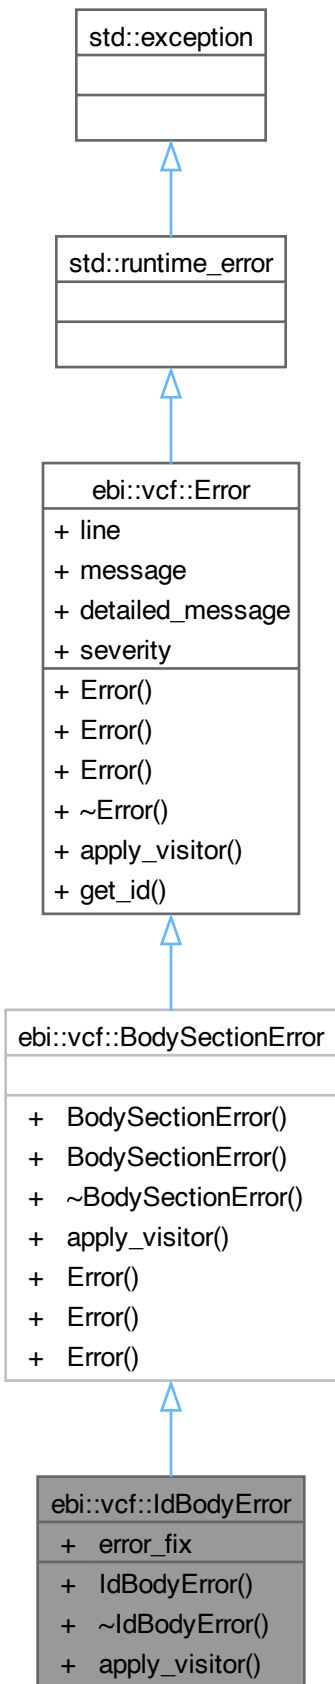 std::exception
std::runtime_error
ebi::vcf::Error
+ line
+ message
+ detailed_message
+ severity
+ Error()
+ Error()
+ Error()
+ ~Error()
+ apply_visitor()
+ get_id()
ebi::vcf::BodySectionError
+ BodySectionError()
+ BodySectionError()
+ ~BodySectionError()
+ apply_visitor()
+ Error()
+ Error()
+ Error()
ebi::vcf::IdBodyError
+ error_fix
+ IdBodyError()
+ ~IdBodyError()
+ apply_visitor()